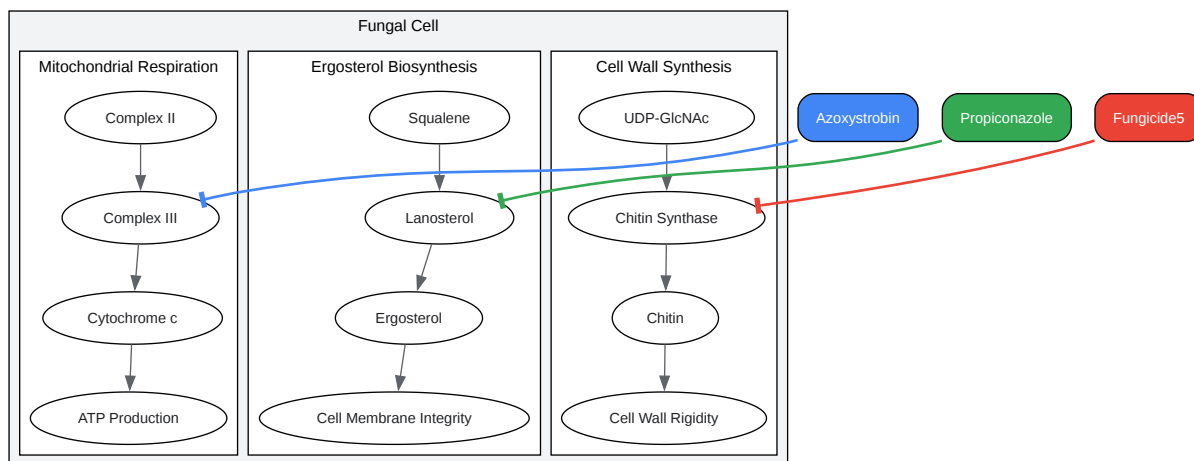 Fungal Cell
Mitochondrial Respiration
Ergosterol Biosynthesis
Cell Wall Synthesis
Complex II
Squalene
UDP-GlcNAc
Azoxystrobin
Propiconazole
Fungicide5
Complex III
Lanosterol
Chitin Synthase
Cytochrome c
Ergosterol
Chitin
ATP Production
Cell Membrane Integrity
Cell Wall Rigidity